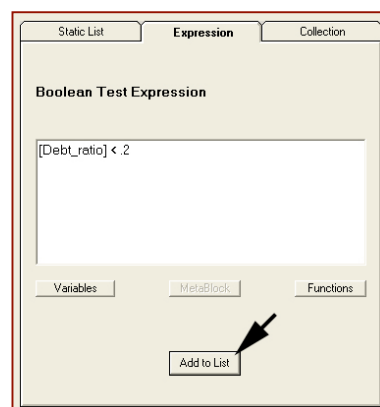 Static List Expression Collection
Boolean Test Expression
[Debt_ratio] < .2
Variables MetaBlock Functions
Add to List